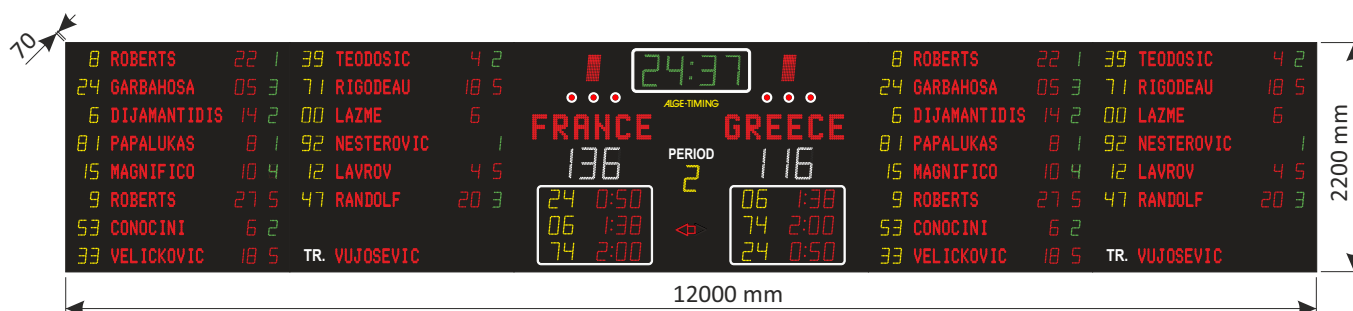 70
8 ROBERTS 22 1 39 TEODOSIC 4 2
24 GARBAHOSA 05 3 71 RIGODEAU 18 5
6 DIJAMANTIDIS 14 2 00 LAZME 6
81 PAPALUKAS 8 1 92 NESTEROVIC 1
15 MAGNIFICO 10 4 12 LAVROV 4 5
9 ROBERTS 27 5 47 RANDOLF 20 3
53 CONOCINI 6 2
33 VELICKOVIC 18 5 TR. VUJOSEVIC
24:37
ALGE-TIMING
FRANCE GREECE
136 PERIOD 116
2
24 0:50 06 1:38
06 1:38 74 2:00
74 2:00 24 0:50
8 ROBERTS 22 1 39 TEODOSIC 4 2
24 GARBAHOSA 05 3 71 RIGODEAU 18 5
6 DIJAMANTIDIS 14 2 00 LAZME 6
81 PAPALUKAS 8 1 92 NESTEROVIC 1
15 MAGNIFICO 10 4 12 LAVROV 4 5
9 ROBERTS 27 5 47 RANDOLF 20 3
53 CONOCINI 6 2
33 VELICKOVIC 18 5 TR. VUJOSEVIC
2200 mm
12000 mm